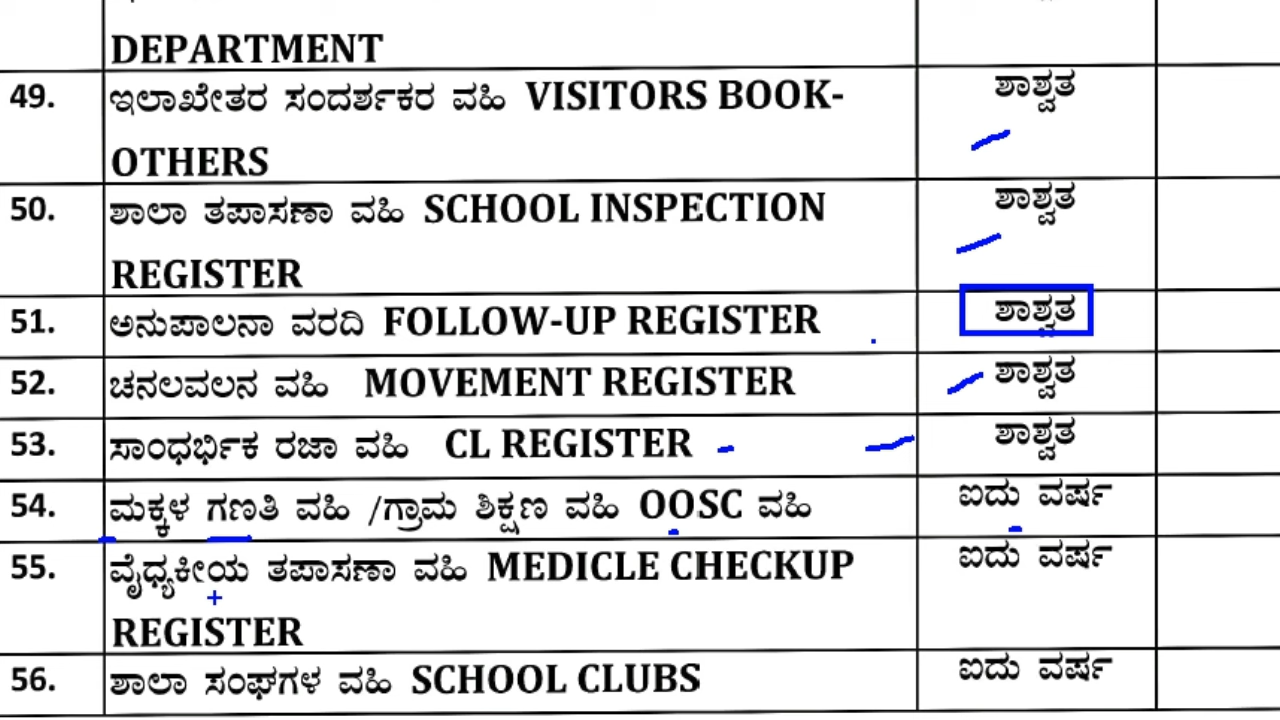 DEPARTMENT
49. ಇಲಾಖೇತರ ಸಂದರ್ಶಕರ ವಹಿ VISITORS BOOK- ಶಾಶ್ವತ
OTHERS
50. ಶಾಲಾ ತಪಾಸಣಾ ವಹಿ SCHOOL INSPECTION ಶಾಶ್ವತ
REGISTER
51. ಅನುಪಾಲನಾ ವರದಿ FOLLOW-UP REGISTER ಶಾಶ್ವತ
52. ಚನಲವಲನ ವಹಿ MOVEMENT REGISTER ಶಾಶ್ವತ
53. ಸಾಂಧರ್ಭಿಕ ರಜಾ ವಹಿ CL REGISTER ಶಾಶ್ವತ
54. ಮಕ್ಕಳ ಗಣತಿ ವಹಿ /ಗ್ರಾಮ ಶಿಕ್ಷಣ ವಹಿ OOSC ವಹಿ ಐದು ವರ್ಷ
55. ವೈಧ್ಯಕೀಯ ತಪಾಸಣಾ ವಹಿ MEDICLE CHECKUP ಐದು ವರ್ಷ
REGISTER
56. ಶಾಲಾ ಸಂಘಗಳ ವಹಿ SCHOOL CLUBS ಐದು ವರ್ಷ